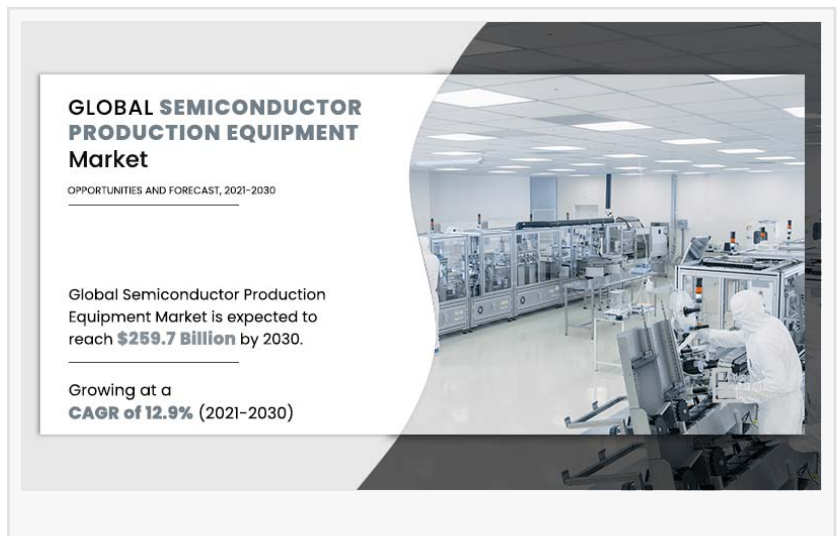 GLOBAL SEMICONDUCTOR
PRODUCTION EQUIPMENT
Market
OPPORTUNITIES AND FORECAST, 2021-2030
Global Semiconductor Production
Equipment Market is expected to
reach $259.7 Billion by 2030.
Growing at a
CAGR of 12.9% (2021-2030)